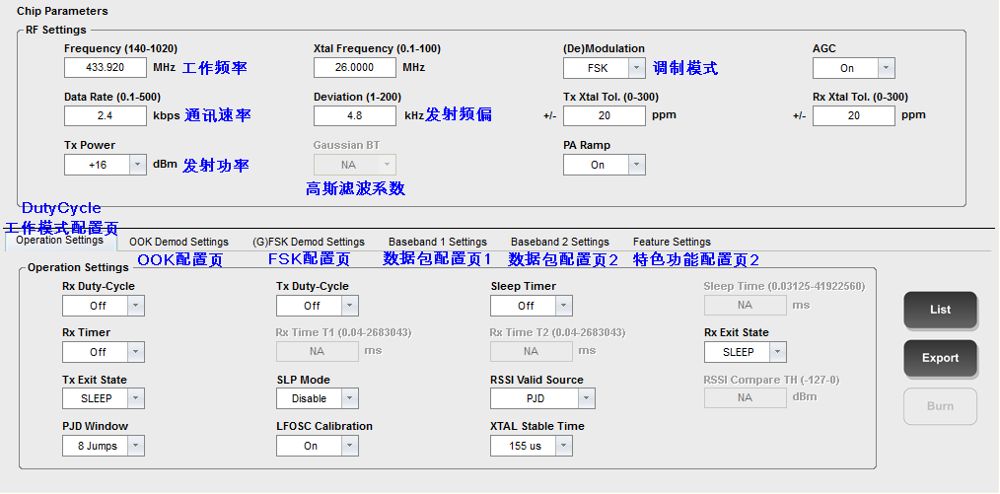 Chip Parameters
RF Settings
Frequency (140-1020) Xtal Frequency (0.1-100) (De)Modulation AGC
433.920 MHz 工作频率 26.0000 MHz FSK 调制模式 On
Data Rate (0.1-500) Deviation (1-200) Tx Xtal Tol. (0-300) Rx Xtal Tol. (0-300)
2.4 kbps 通讯速率 4.8 kHz 发射频偏 +/- 20 ppm +/- 20 ppm
Tx Power Gaussian BT PA Ramp
+16 dBm 发射功率 NA On
高斯滤波系数
DutyCycle
工作模式配置页
Operation Settings OOK Demod Settings (G)FSK Demod Settings Baseband 1 Settings Baseband 2 Settings Feature Settings
OOK配置页 FSK配置页 数据包配置页1 数据包配置页2 特色功能配置页2
Operation Settings
Rx Duty-Cycle Tx Duty-Cycle Sleep Timer Sleep Time (0.03125-41922560)
Off Off Off NA ms
Rx Timer Rx Time T1 (0.04-2683043) Rx Time T2 (0.04-2683043) Rx Exit State
Off NA ms NA ms SLEEP
Tx Exit State SLP Mode RSSI Valid Source RSSI Compare TH (-127-0)
SLEEP Disable PJD NA dBm
PJD Window LFOSC Calibration XTAL Stable Time
8 Jumps On 155 us
List
Export
Burn